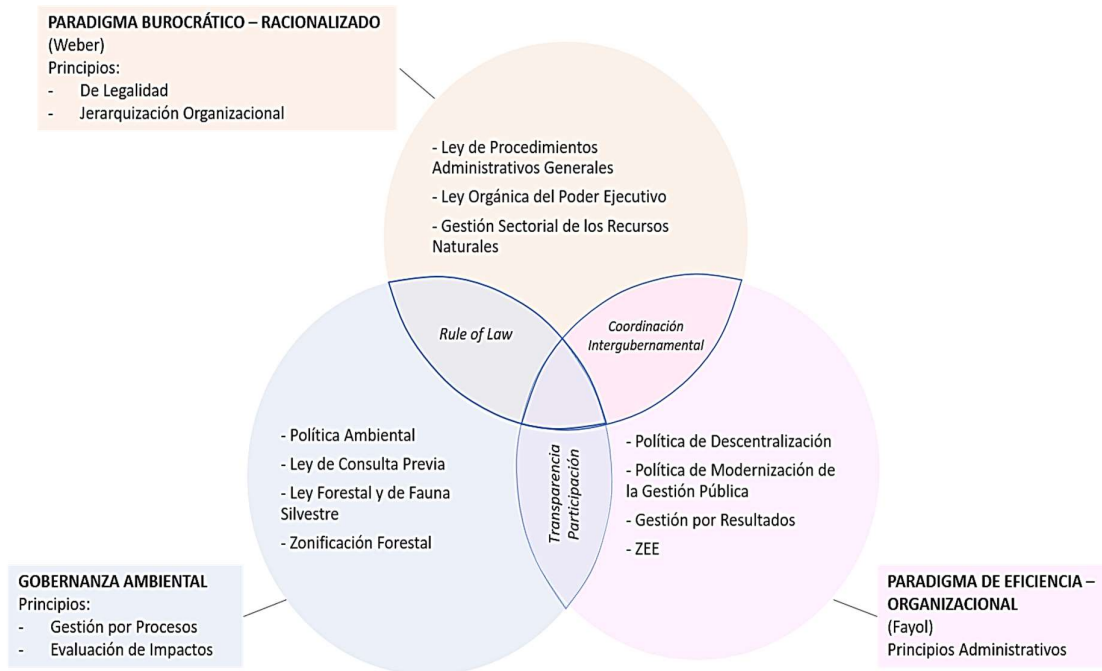 PARADIGMA BUROCRÁTICO – RACIONALIZADO
(Weber)
Principios:
- De Legalidad
- Jerarquización Organizacional
- Ley de Procedimientos
Administrativos Generales
- Ley Orgánica del Poder Ejecutivo
- Gestión Sectorial de los Recursos
Naturales
Rule of Law
Coordinación
Intergubernamental
- Política Ambiental
- Ley de Consulta Previa
- Ley Forestal y de Fauna
Silvestre
- Zonificación Forestal
Transparencia
Participación
- Política de Descentralización
- Política de Modernización de
la Gestión Pública
- Gestión por Resultados
- ZEE
GOBERNANZA AMBIENTAL
Principios:
- Gestión por Procesos
- Evaluación de Impactos
PARADIGMA DE EFICIENCIA –
ORGANIZACIONAL
(Fayol)
Principios Administrativos